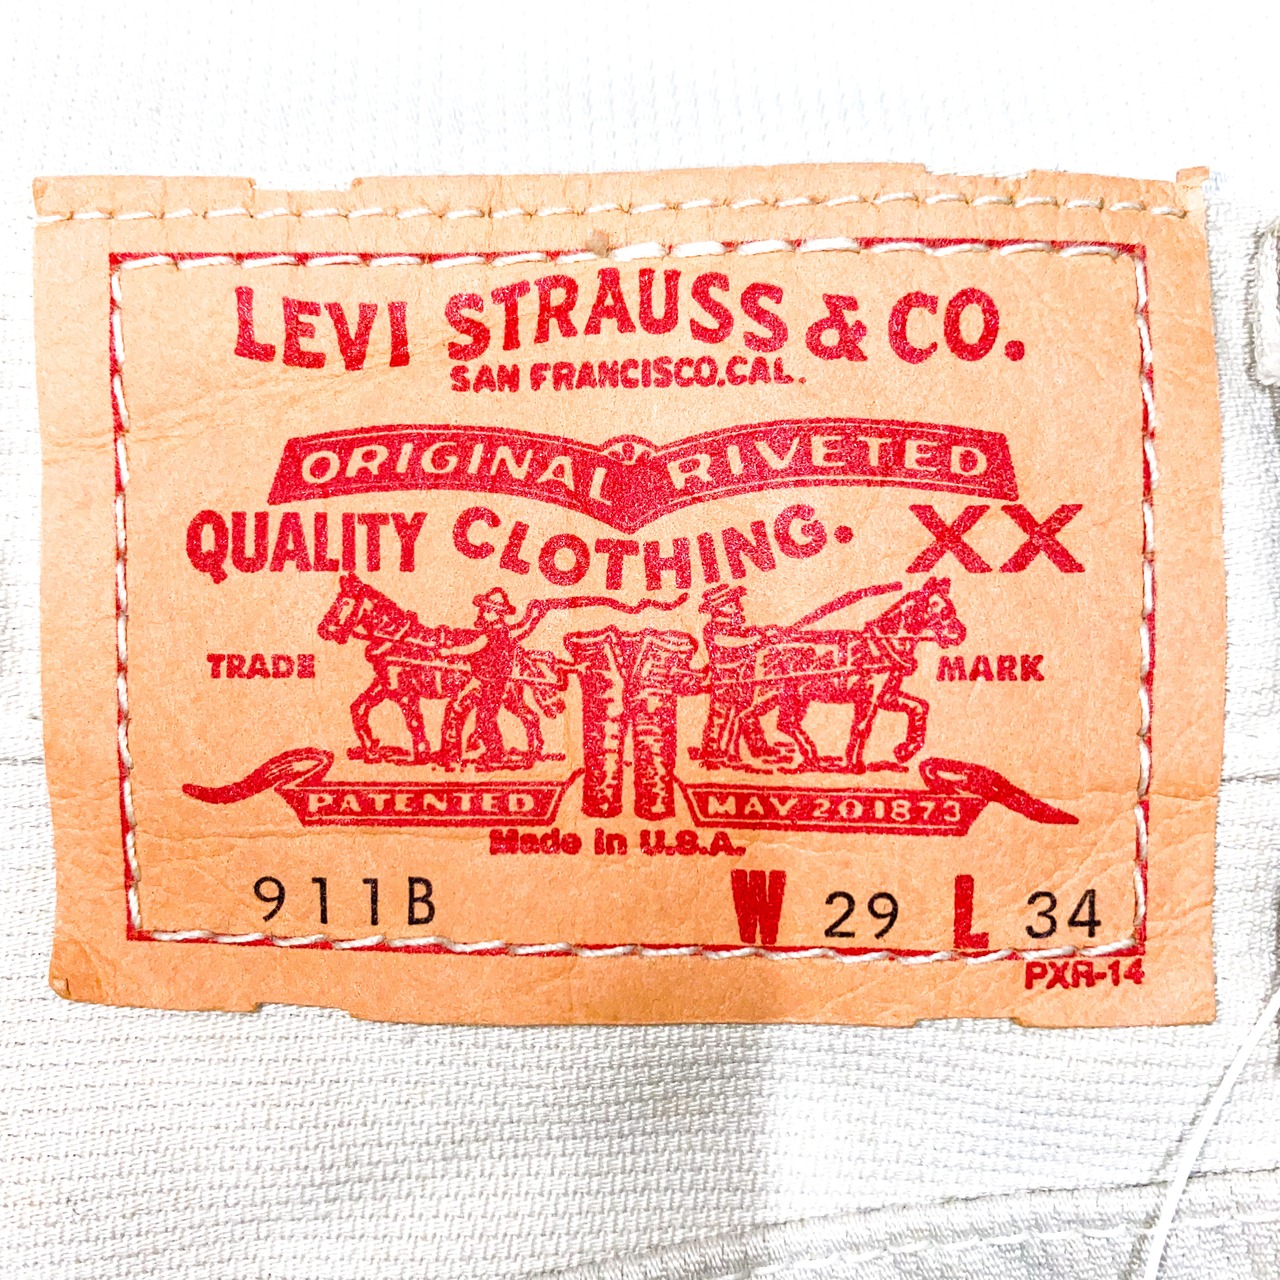 LEVI STRAUSS & CO.
SAN FRANCISCO,CAL.
ORIGINAL RIVETED
QUALITY CLOTHING. XX
TRADE MARK
PATENTED MAY 20 1873
Made in U.S.A.
911B W 29 L 34
PXR-14